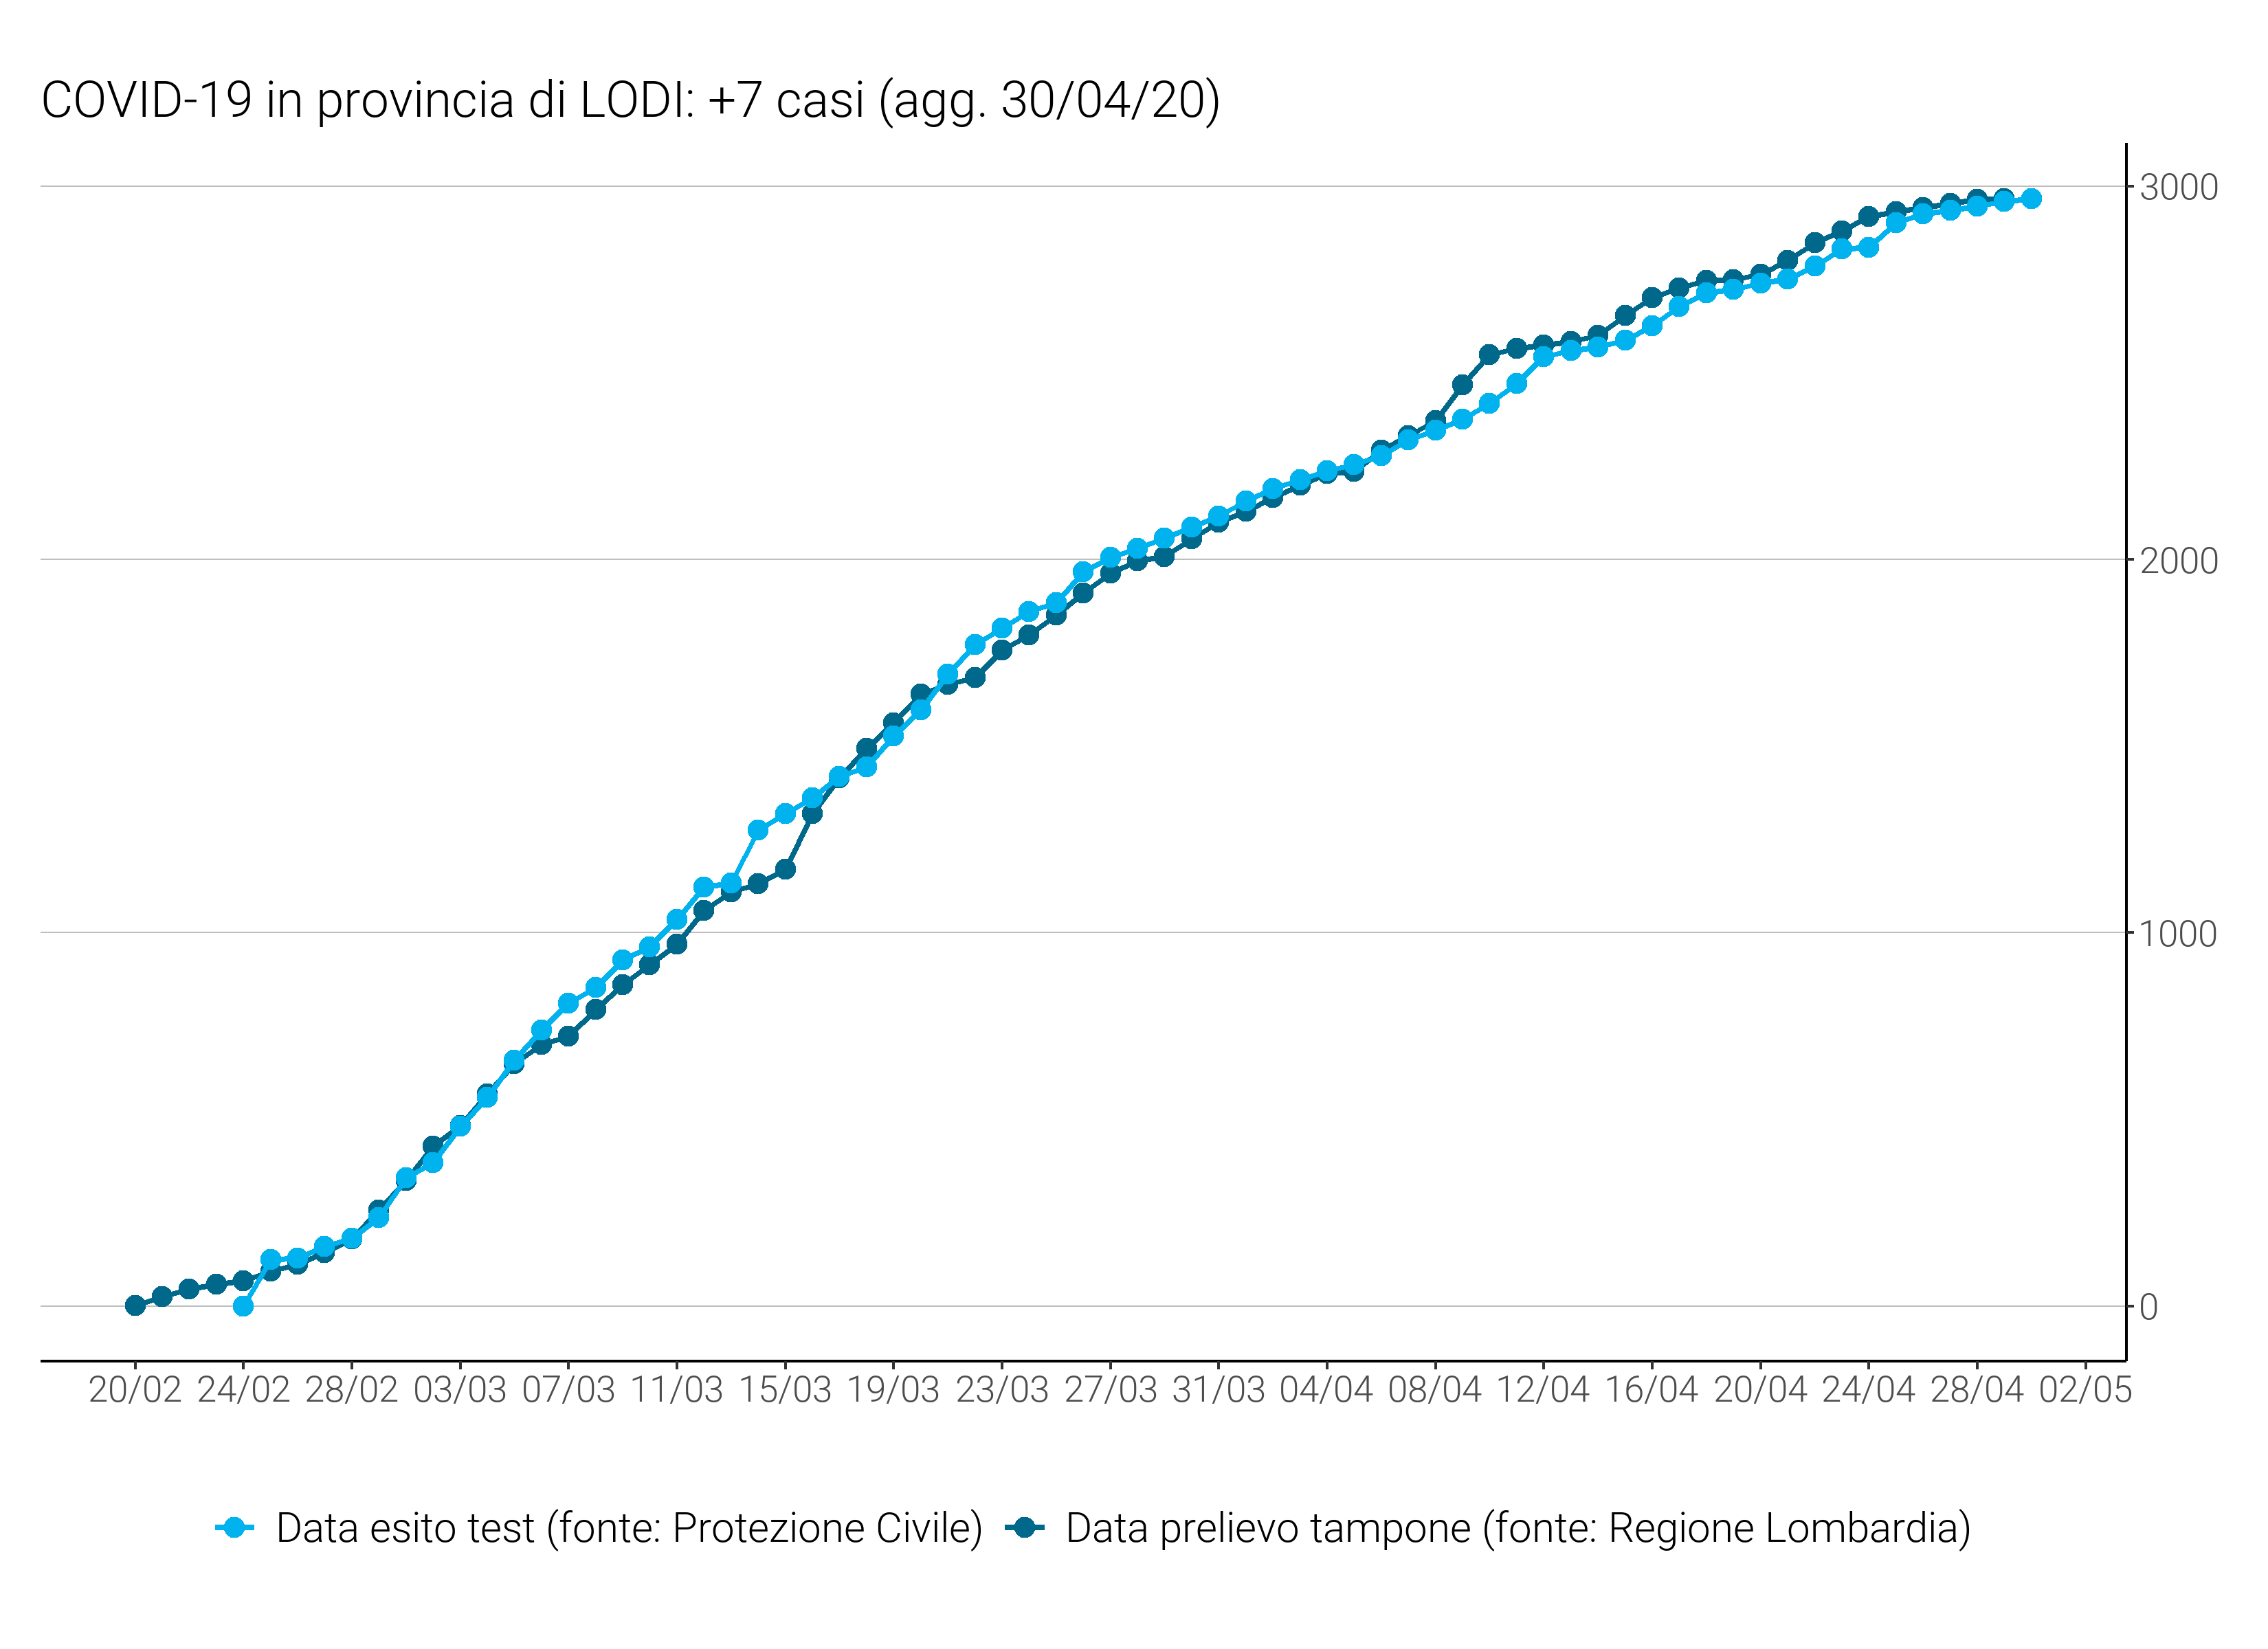 COVID-19 in provincia di LODI: +7 casi (agg. 30/04/20)
3000
2000
1000
0
20/02 24/02 28/02 03/03 07/03 11/03 15/03 19/03 23/03 27/03 31/03 04/04 08/04 12/04 16/04 20/04 24/04 28/04 02/05
Data esito test (fonte: Protezione Civile) Data prelievo tampone (fonte: Regione Lombardia)